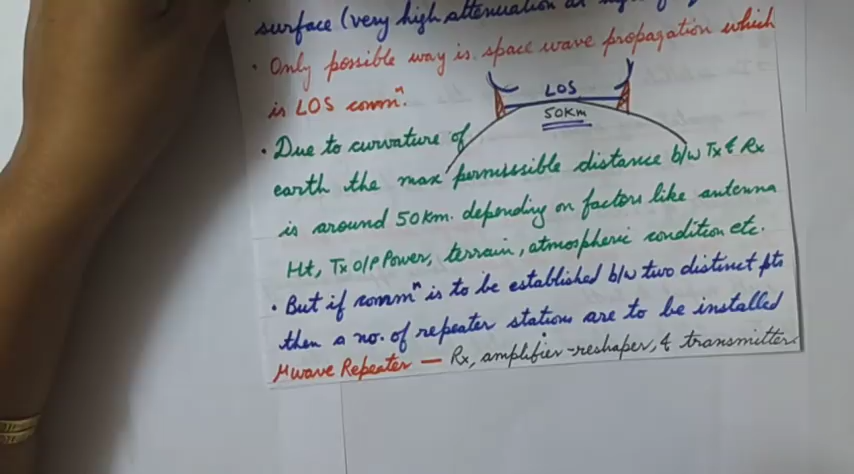 surface (very high attenuation at
• Only possible way is space wave propagation which
is LOS commⁿ.
LOS
50Km
• Due to curvature of
earth the max permissible distance b/w Tx & Rx
is around 50km. depending on factors like antenna
Ht, Tx O/P Power, terrain, atmospheric condition etc.
• But if commⁿ is to be established b/w two distinct pts
then a no. of repeater stations are to be installed
μwave Repeater — Rx, amplifier-reshaper, & transmitter.